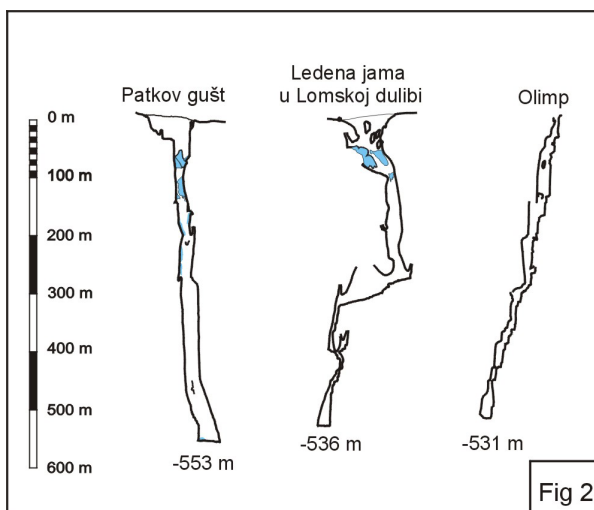 Patkov gušt
Ledena jama
u Lomskoj dulibi
Olimp
0 m
100 m
200 m
300 m
400 m
500 m
600 m
-553 m
-536 m
-531 m
Fig 2